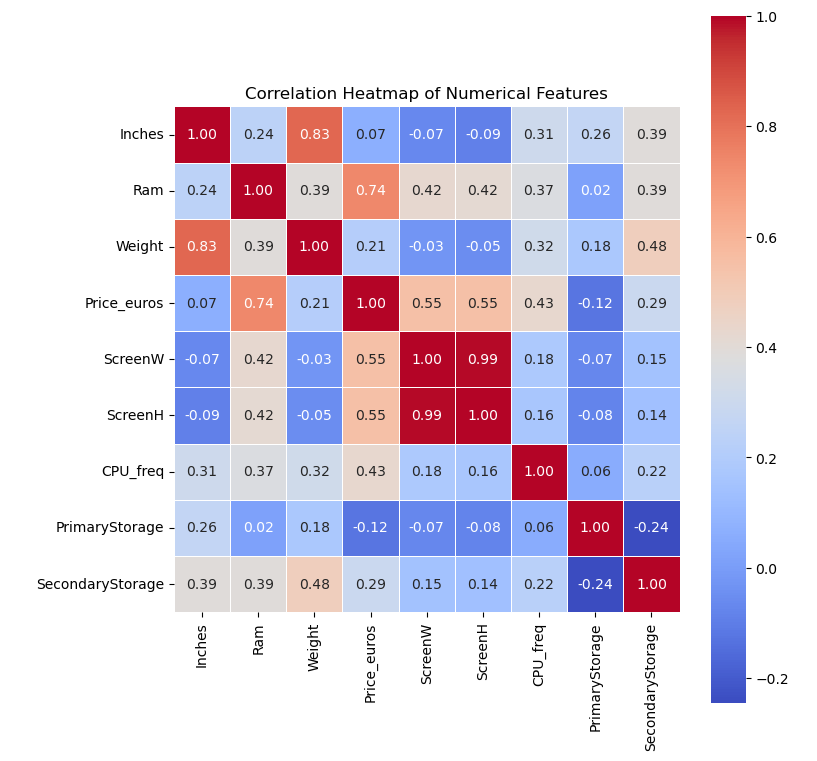 Correlation Heatmap of Numerical Features
1.0
0.8
0.6
0.4
0.2
0.0
−0.2
Inches 1.00 0.24 0.83 0.07 -0.07 -0.09 0.31 0.26 0.39
Ram 0.24 1.00 0.39 0.74 0.42 0.42 0.37 0.02 0.39
Weight 0.83 0.39 1.00 0.21 -0.03 -0.05 0.32 0.18 0.48
Price_euros 0.07 0.74 0.21 1.00 0.55 0.55 0.43 -0.12 0.29
ScreenW -0.07 0.42 -0.03 0.55 1.00 0.99 0.18 -0.07 0.15
ScreenH -0.09 0.42 -0.05 0.55 0.99 1.00 0.16 -0.08 0.14
CPU_freq 0.31 0.37 0.32 0.43 0.18 0.16 1.00 0.06 0.22
PrimaryStorage 0.26 0.02 0.18 -0.12 -0.07 -0.08 0.06 1.00 -0.24
SecondaryStorage 0.39 0.39 0.48 0.29 0.15 0.14 0.22 -0.24 1.00
Inches
Ram
Weight
Price_euros
ScreenW
ScreenH
CPU_freq
PrimaryStorage
SecondaryStorage